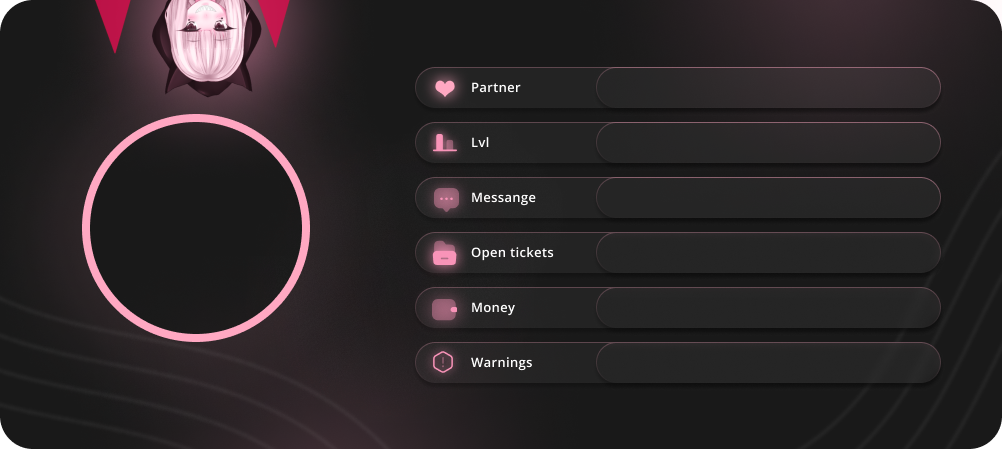 Partner
Lvl
Messange
Open tickets
Money
Warnings